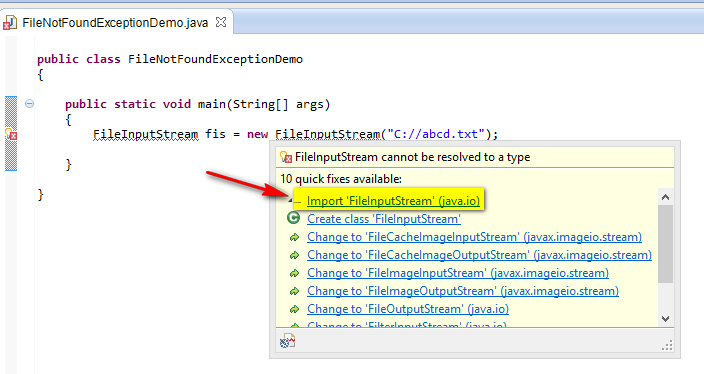 FileNotFoundExceptionDemo.java
public class FileNotFoundExceptionDemo
{
public static void main(String[] args)
{
FileInputStream fis = new FileInputStream("C://abcd.txt");
}
}
FileInputStream cannot be resolved to a type
10 quick fixes available:
Import 'FileInputStream' (java.io)
Create class 'FileInputStream'
Change to 'FileCacheImageInputStream' (javax.imageio.stream)
Change to 'FileCacheImageOutputStream' (javax.imageio.stream)
Change to 'FileImageInputStream' (javax.imageio.stream)
Change to 'FileImageOutputStream' (javax.imageio.stream)
Change to 'FileOutputStream' (java.io)
Change to 'FilterInputStream' (java.io)